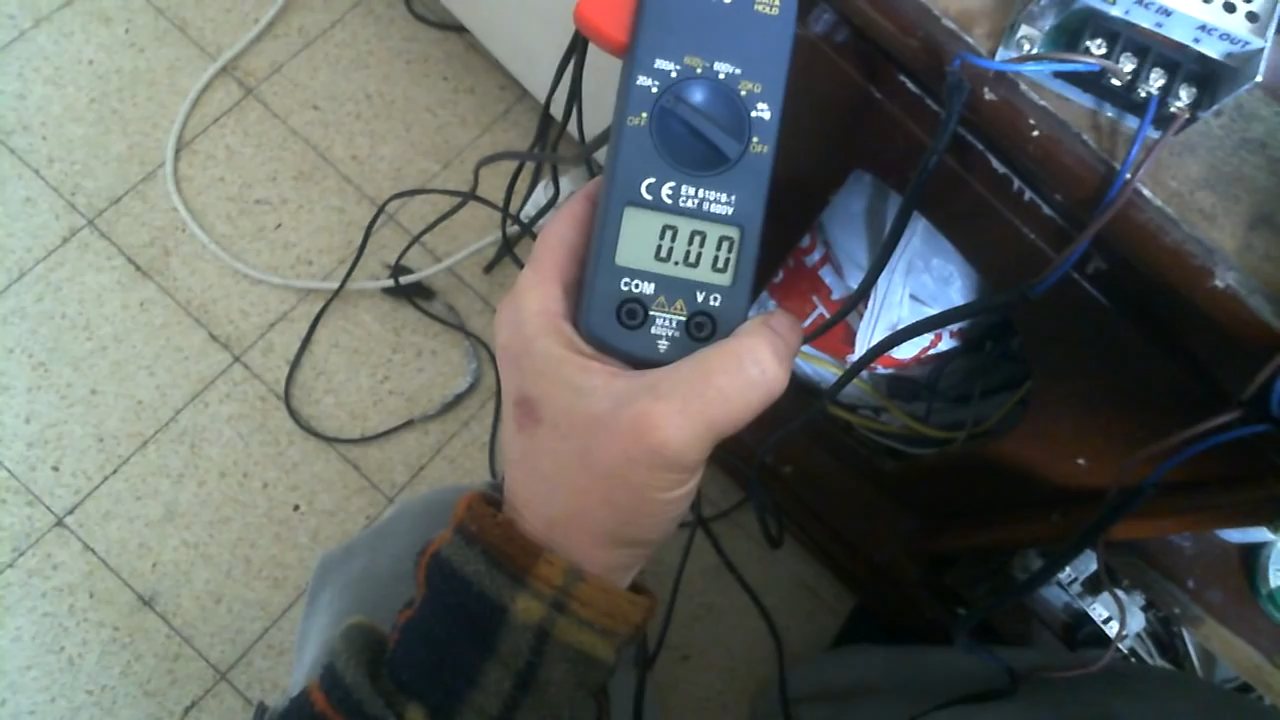 DATA
HOLD
200A~
600V~
600V=
20A~
20KΩ
OFF
OFF
CE
EN 61010-1
CAT II 600V
0.00
COM
VΩ
MAX
600V
AC IN
AC OUT